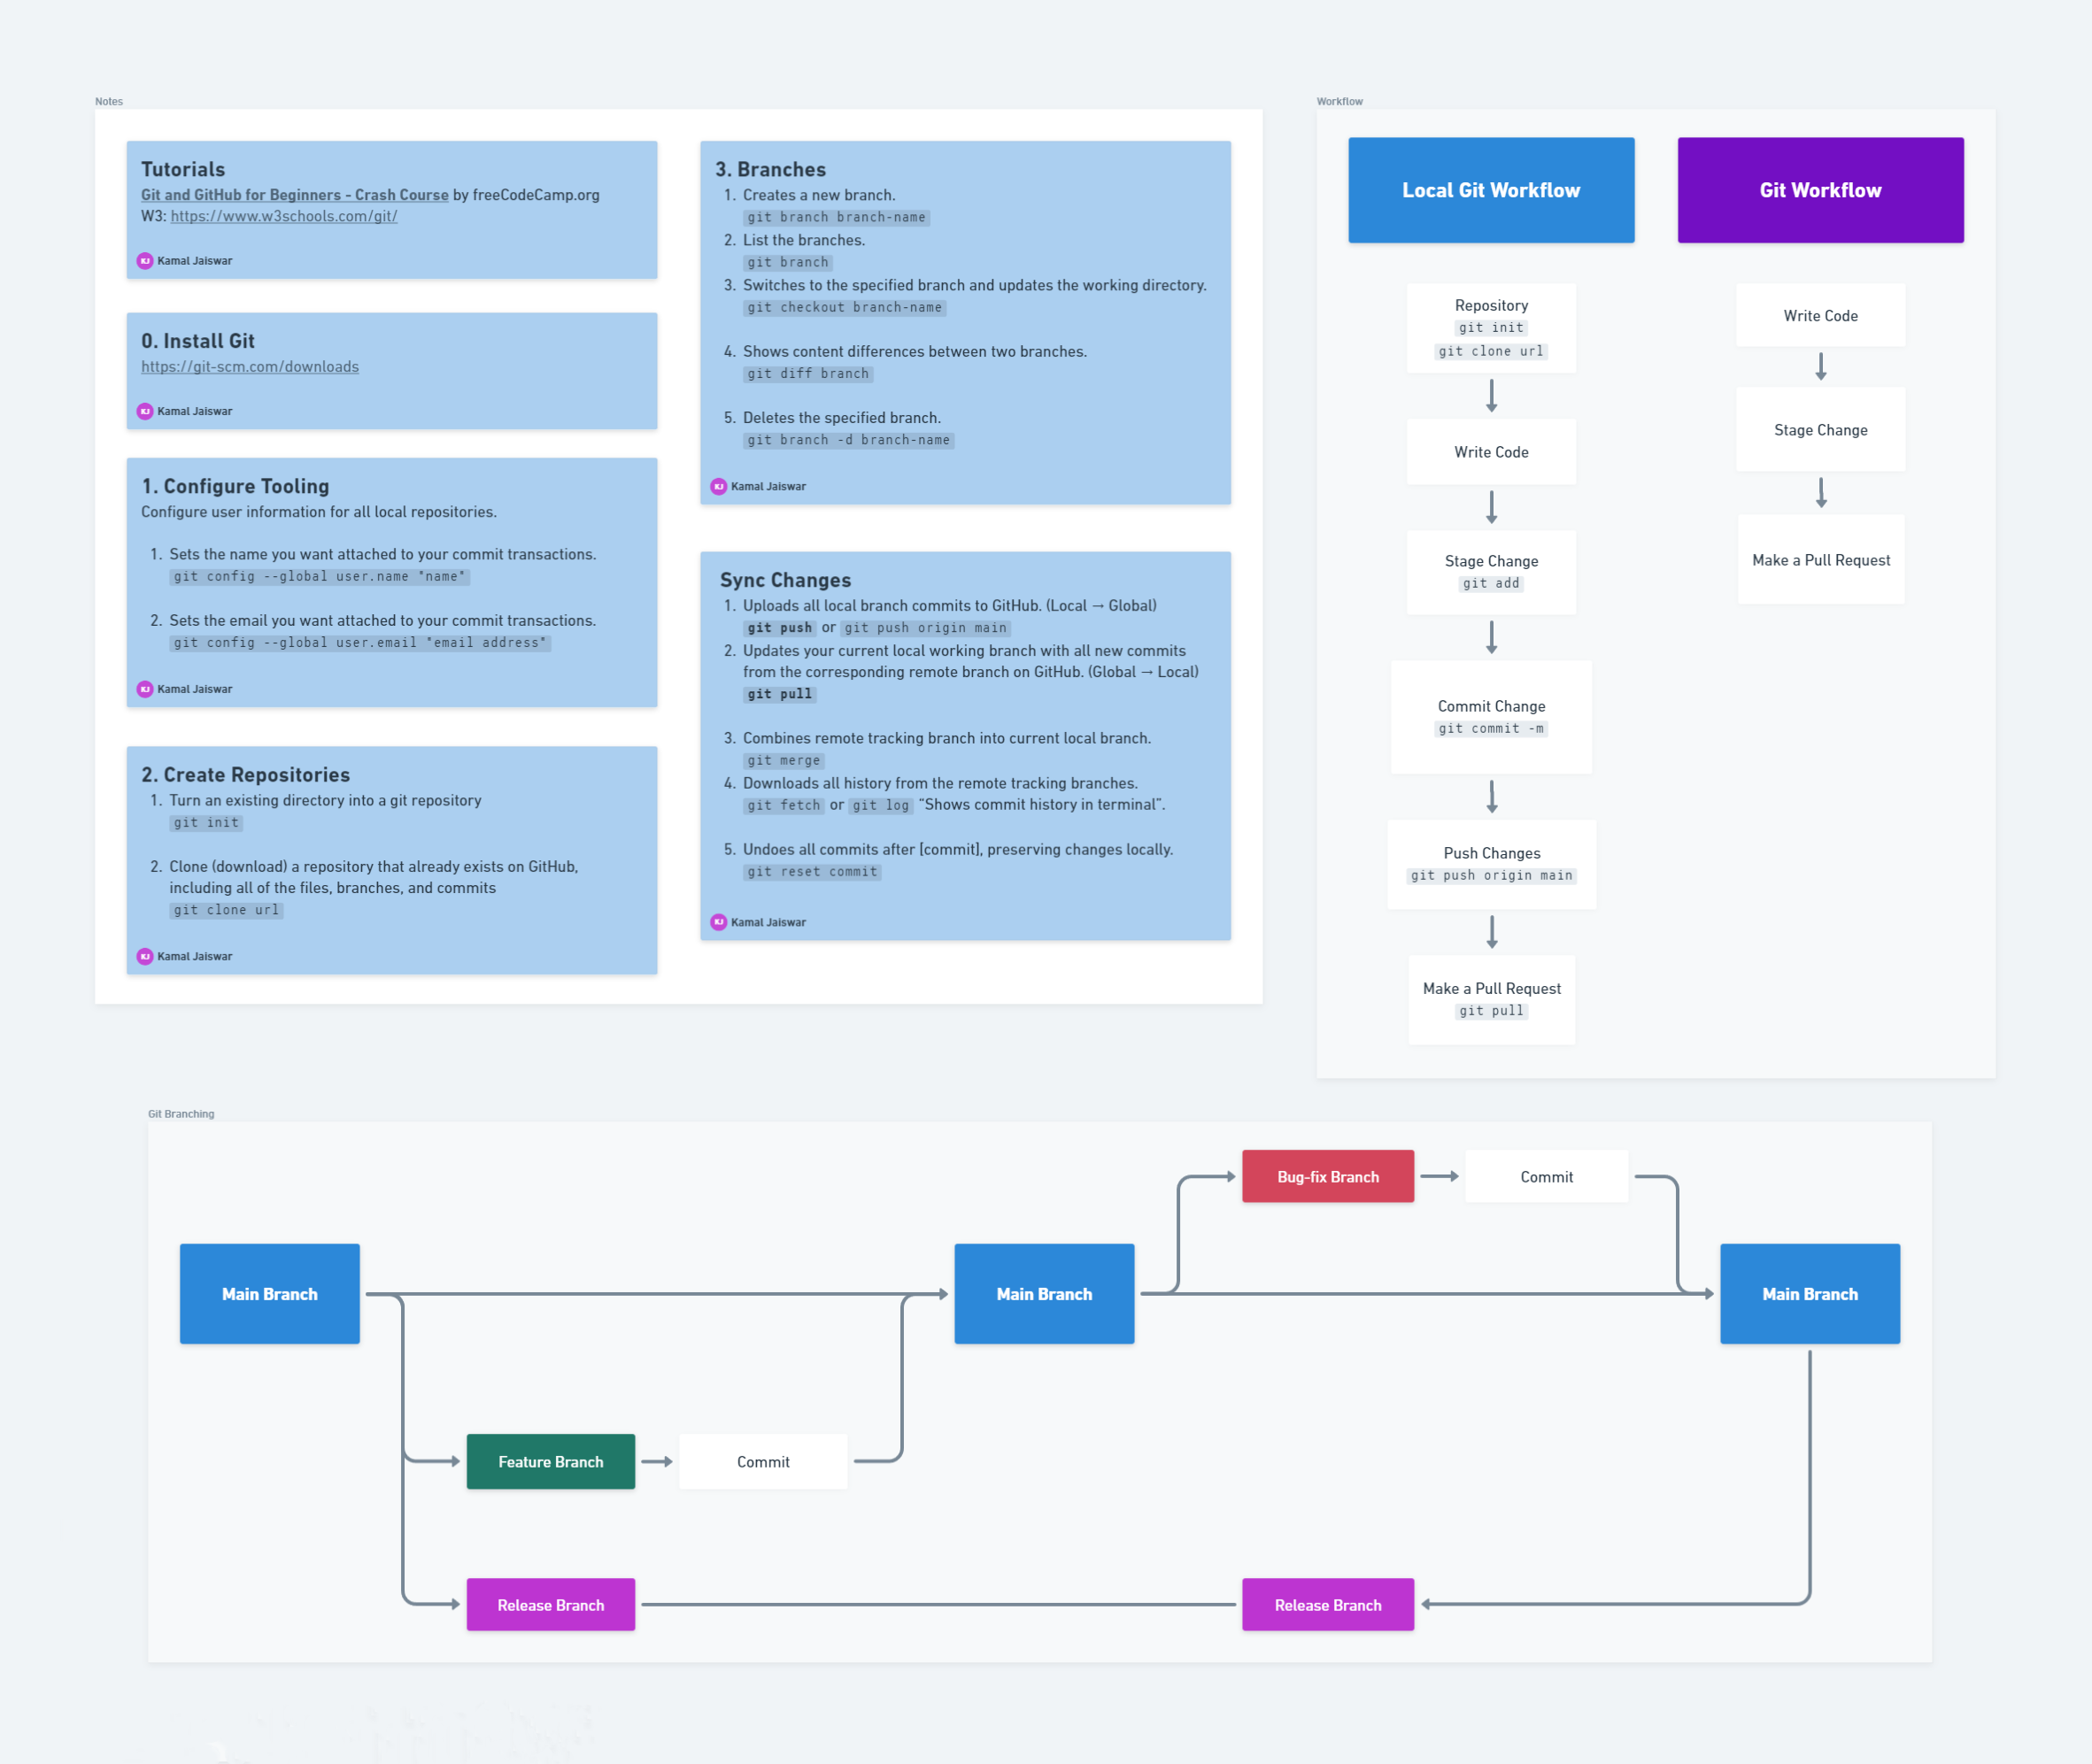 Notes
Tutorials
Git and GitHub for Beginners - Crash Course by freeCodeCamp.org
W3: https://www.w3schools.com/git/
KJ Kamal Jaiswar
0. Install Git
https://git-scm.com/downloads
KJ Kamal Jaiswar
1. Configure Tooling
Configure user information for all local repositories.
1. Sets the name you want attached to your commit transactions.
git config --global user.name "name"
2. Sets the email you want attached to your commit transactions.
git config --global user.email "email address"
KJ Kamal Jaiswar
2. Create Repositories
1. Turn an existing directory into a git repository
git init
2. Clone (download) a repository that already exists on GitHub,
including all of the files, branches, and commits
git clone url
KJ Kamal Jaiswar
3. Branches
1. Creates a new branch.
git branch branch-name
2. List the branches.
git branch
3. Switches to the specified branch and updates the working directory.
git checkout branch-name
4. Shows content differences between two branches.
git diff branch
5. Deletes the specified branch.
git branch -d branch-name
KJ Kamal Jaiswar
Sync Changes
1. Uploads all local branch commits to GitHub. (Local → Global)
git push or git push origin main
2. Updates your current local working branch with all new commits
from the corresponding remote branch on GitHub. (Global → Local)
git pull
3. Combines remote tracking branch into current local branch.
git merge
4. Downloads all history from the remote tracking branches.
git fetch or git log "Shows commit history in terminal".
5. Undoes all commits after [commit], preserving changes locally.
git reset commit
KJ Kamal Jaiswar
Workflow
Local Git Workflow
Repository
git init
git clone url
Write Code
Stage Change
git add
Commit Change
git commit -m
Push Changes
git push origin main
Make a Pull Request
git pull
Git Workflow
Write Code
Stage Change
Make a Pull Request
Git Branching
Bug-fix Branch
Commit
Main Branch
Main Branch
Main Branch
Feature Branch
Commit
Release Branch
Release Branch